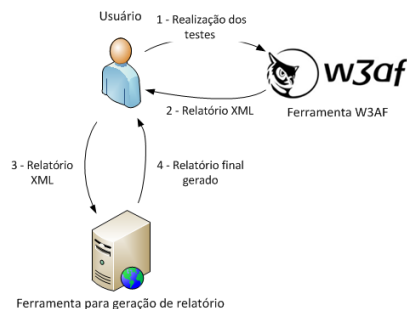 Usuário
1 - Realização dos
testes
w3af
2 - Relatório XML
Ferramenta W3AF
3 - Relatório
XML
4 - Relatório final
gerado
Ferramenta para geração de relatório